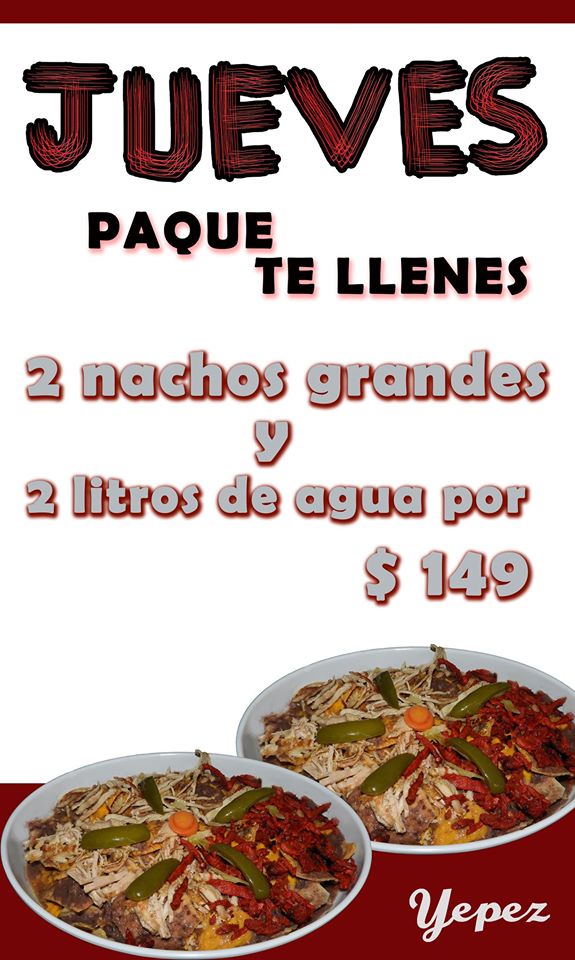 JUEVES
PAQUE
TE LLENES
2 nachos grandes
y
2 litros de agua por
$ 149
Yepez